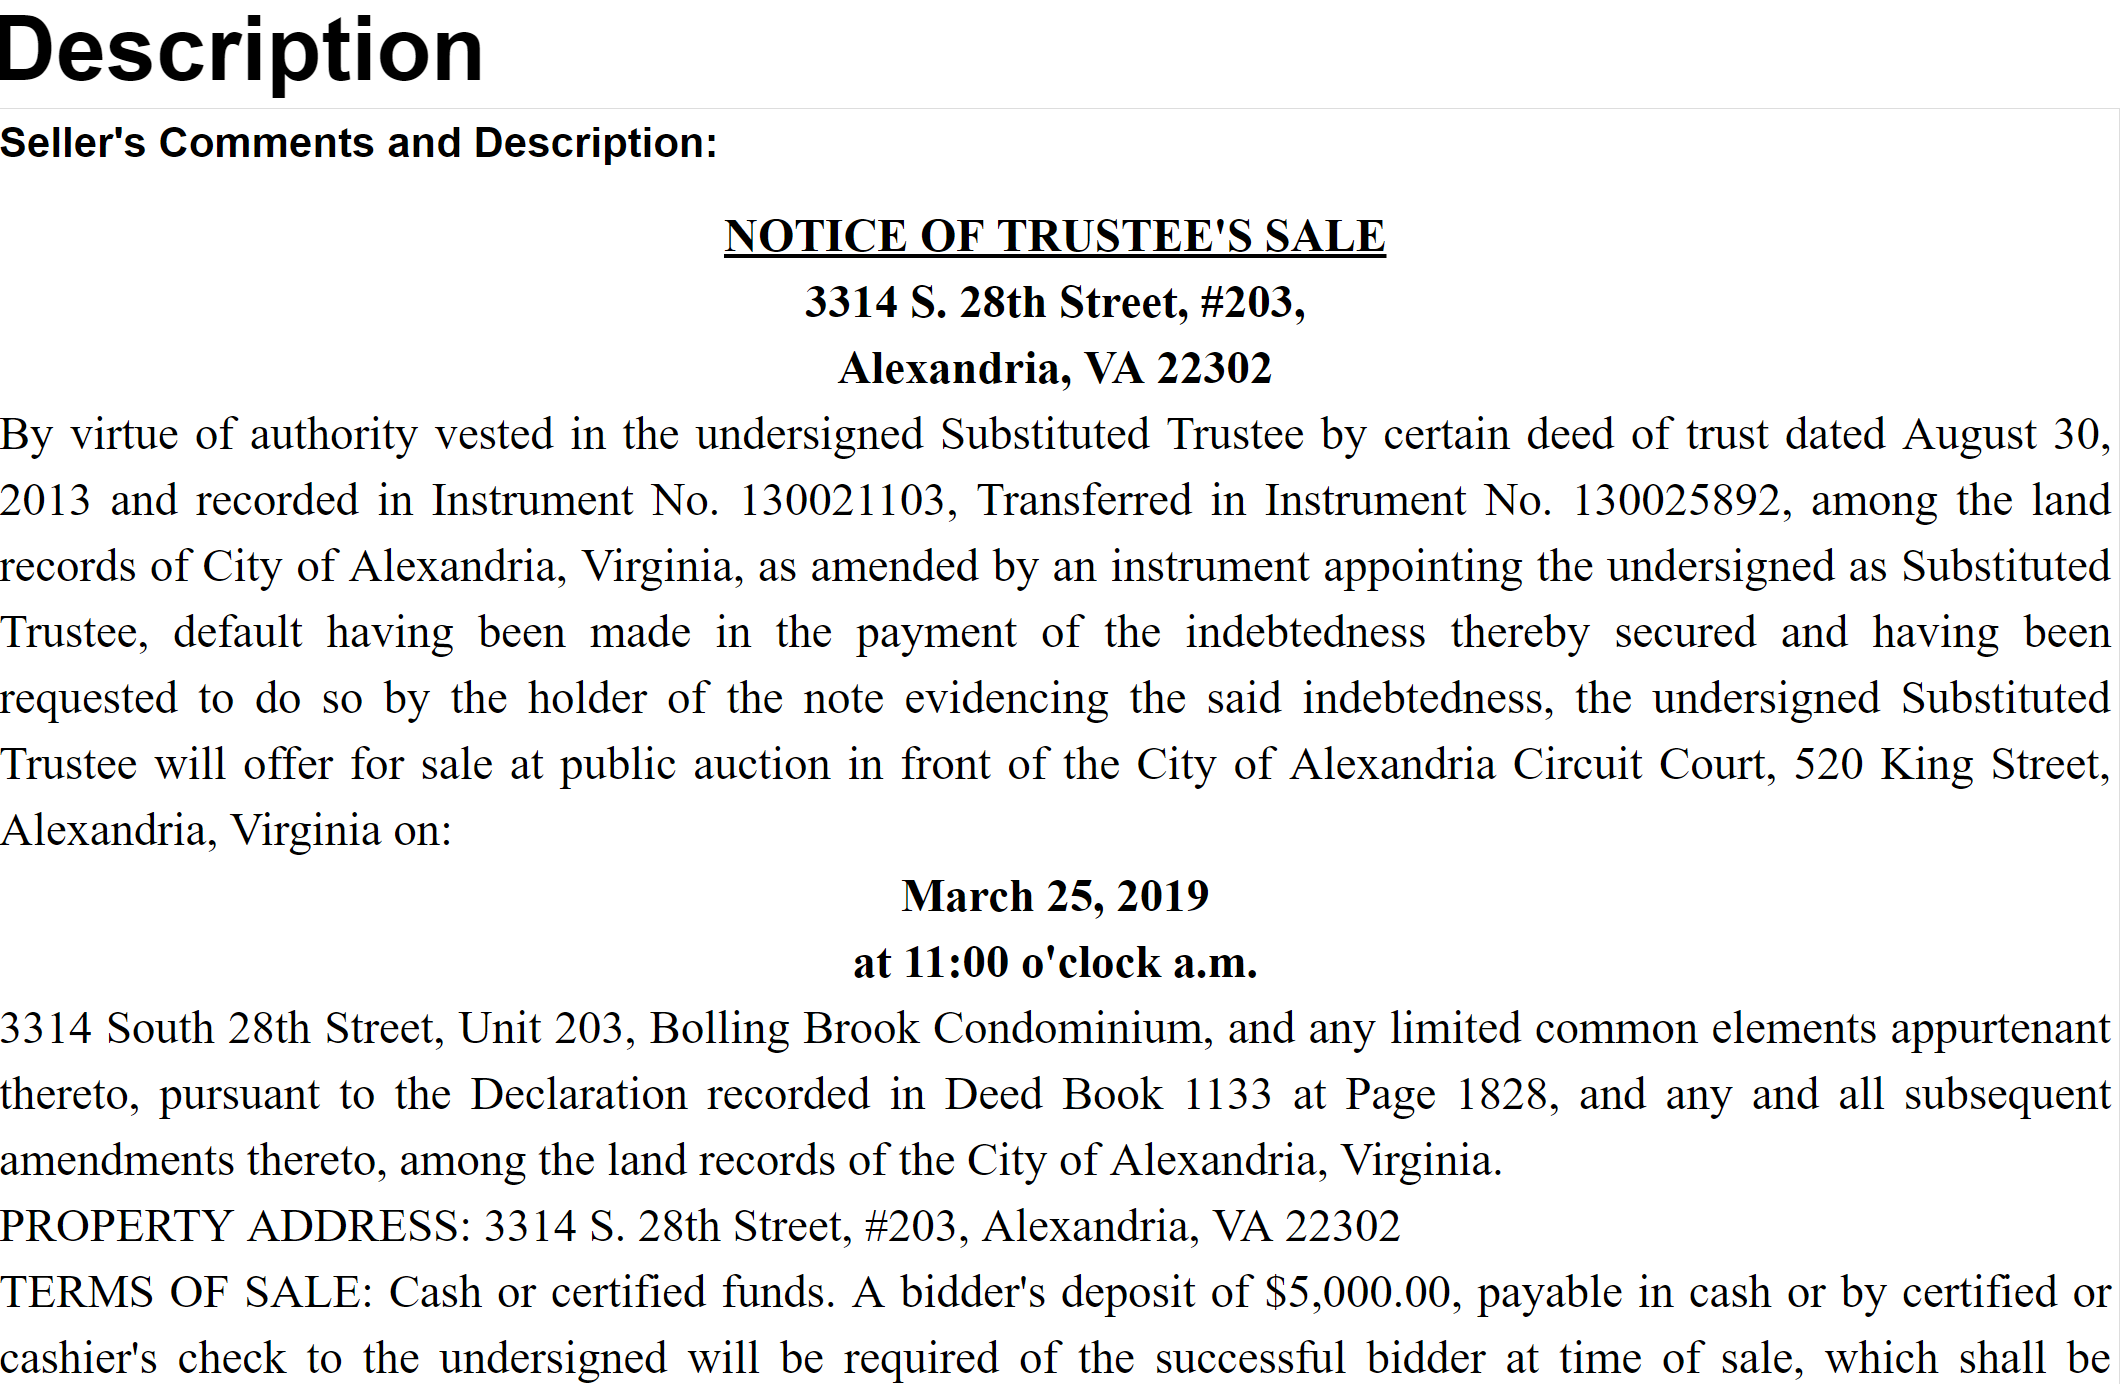 Description
Seller's Comments and Description:
NOTICE OF TRUSTEE'S SALE
3314 S. 28th Street, #203,
Alexandria, VA 22302
By virtue of authority vested in the undersigned Substituted Trustee by certain deed of trust dated August 30,
2013 and recorded in Instrument No. 130021103, Transferred in Instrument No. 130025892, among the land
records of City of Alexandria, Virginia, as amended by an instrument appointing the undersigned as Substituted
Trustee, default having been made in the payment of the indebtedness thereby secured and having been
requested to do so by the holder of the note evidencing the said indebtedness, the undersigned Substituted
Trustee will offer for sale at public auction in front of the City of Alexandria Circuit Court, 520 King Street,
Alexandria, Virginia on:
March 25, 2019
at 11:00 o'clock a.m.
3314 South 28th Street, Unit 203, Bolling Brook Condominium, and any limited common elements appurtenant
thereto, pursuant to the Declaration recorded in Deed Book 1133 at Page 1828, and any and all subsequent
amendments thereto, among the land records of the City of Alexandria, Virginia.
PROPERTY ADDRESS: 3314 S. 28th Street, #203, Alexandria, VA 22302
TERMS OF SALE: Cash or certified funds. A bidder's deposit of $5,000.00, payable in cash or by certified or
cashier's check to the undersigned will be required of the successful bidder at time of sale, which shall be